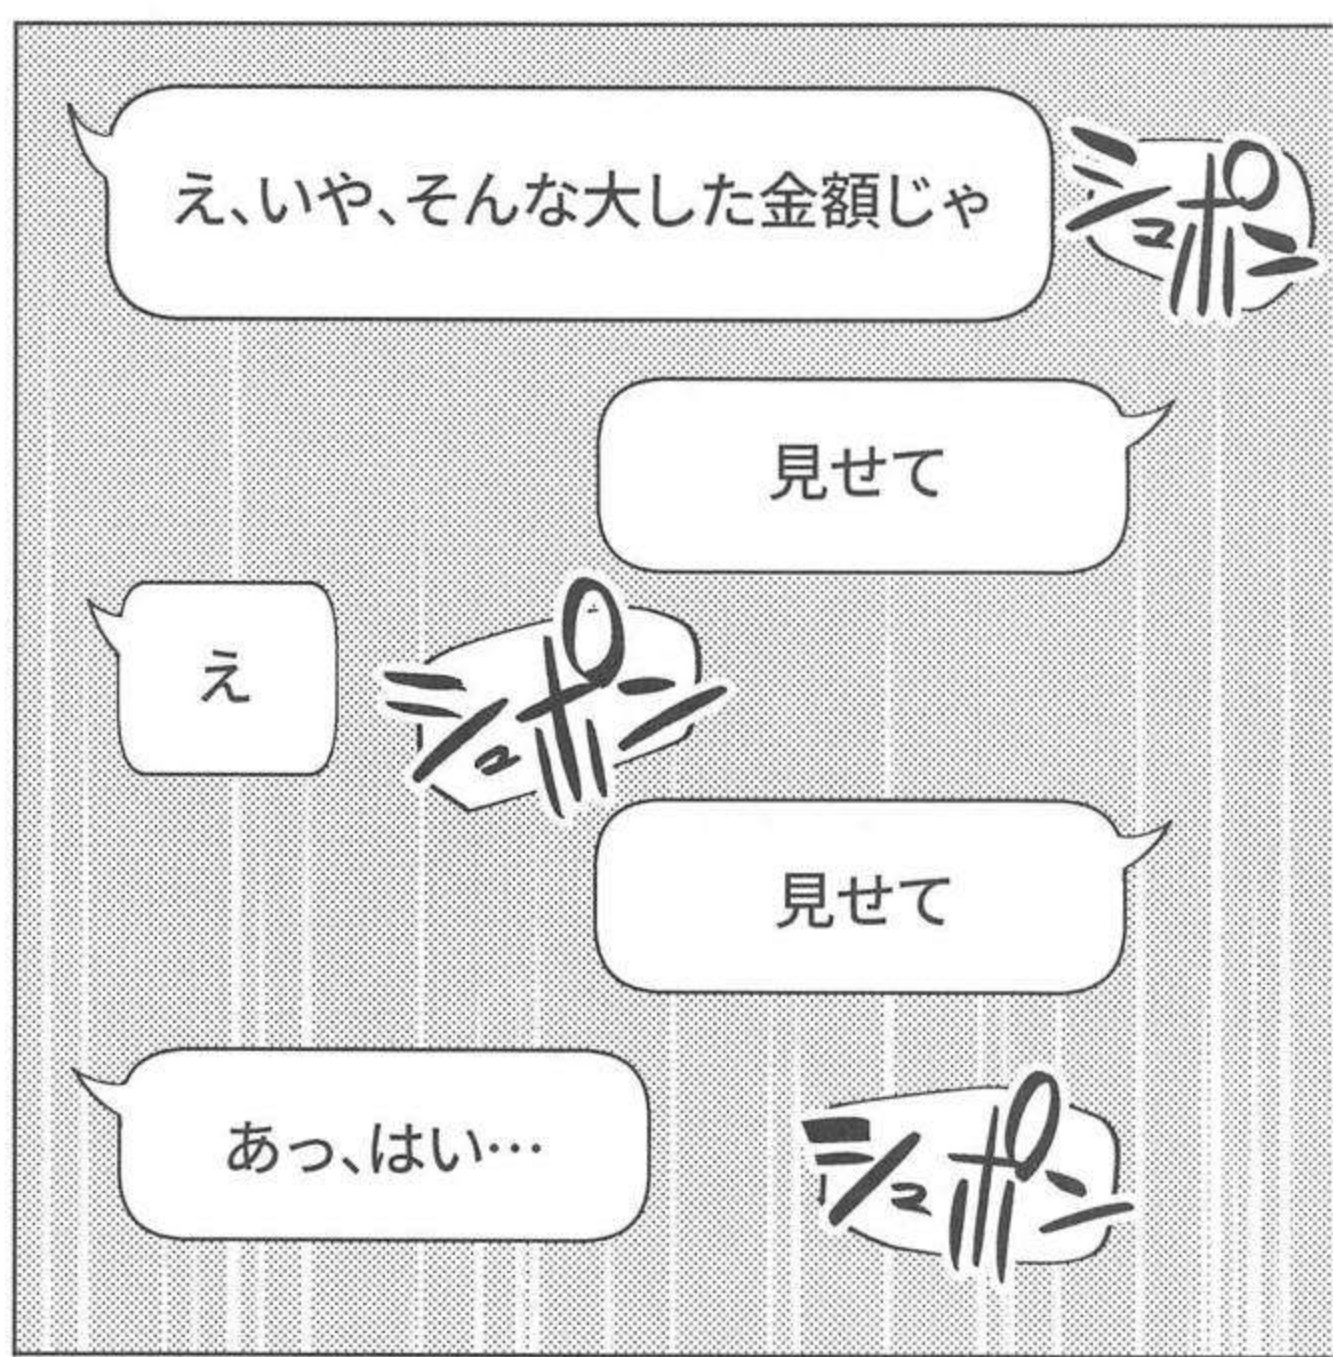 え、いや、そんな大した金額じゃ
シュポン
見せて
え
シュポン
見せて
あっ、はい…
シュポン